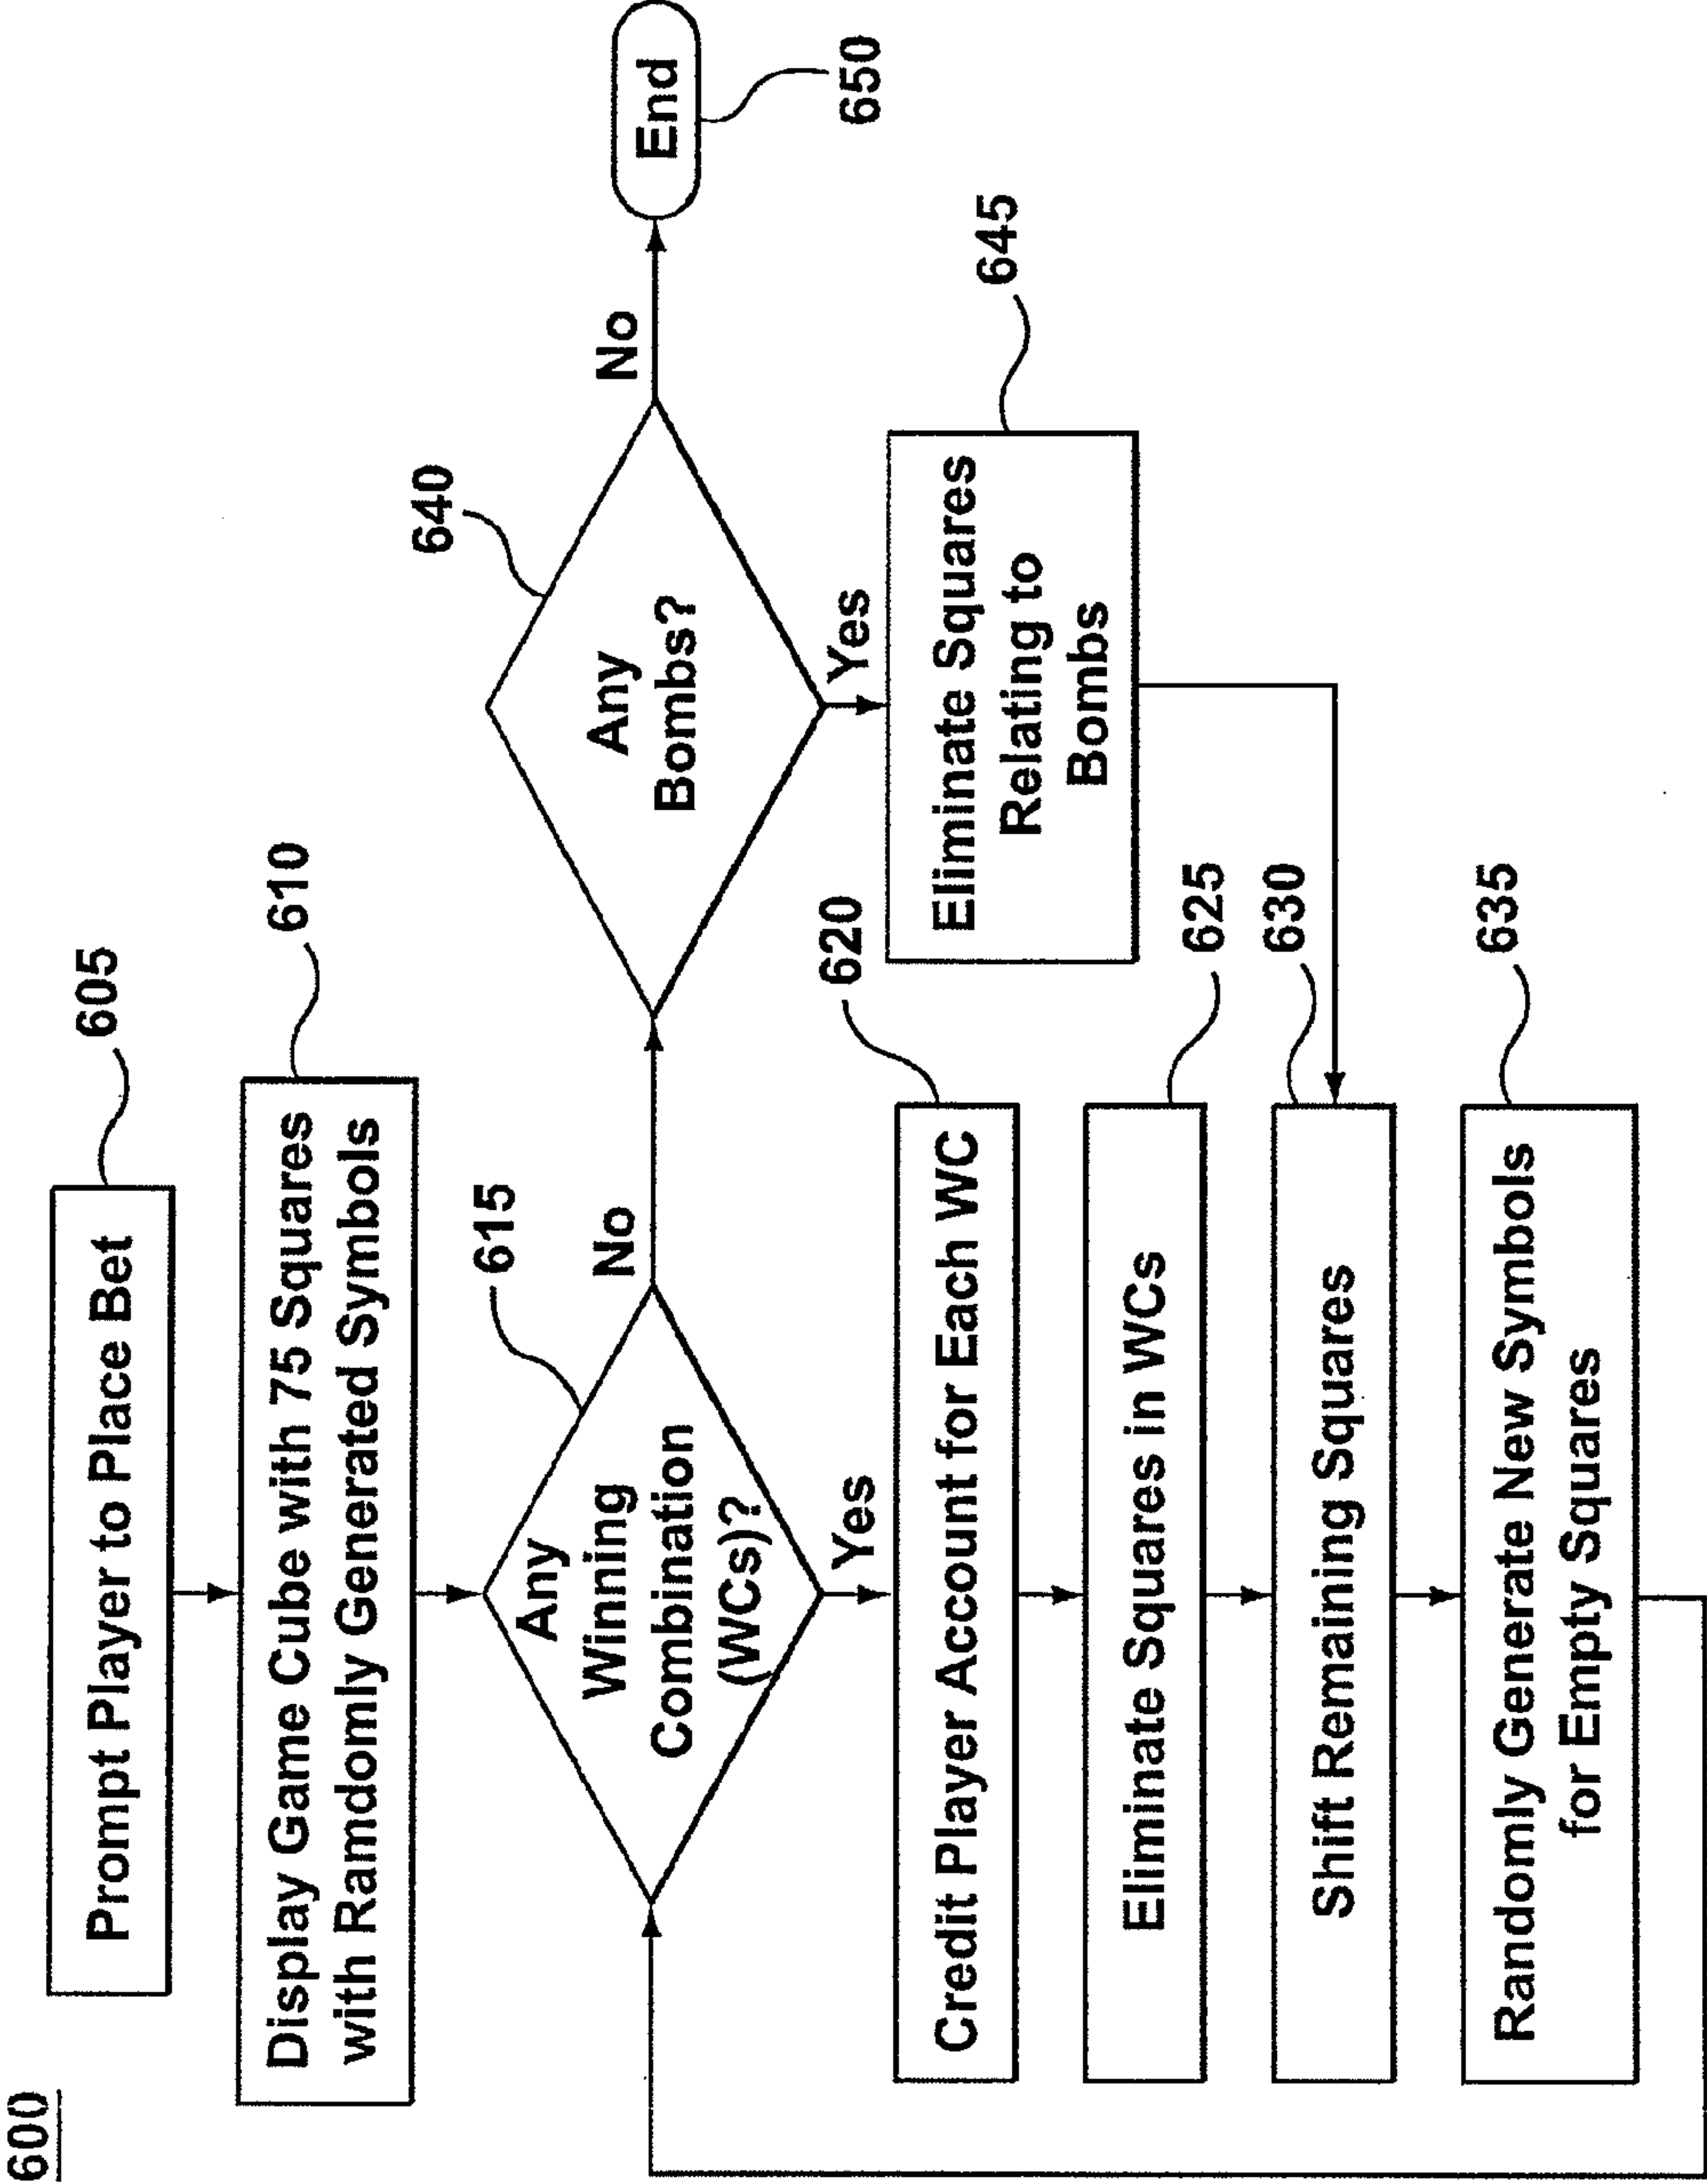 600
Prompt Player to Place Bet
605
Display Game Cube with 75 Squares
with Ramdomly Generated Symbols
610
Any
Winning
Combination
(WCs)?
615
No
Yes
Any
Bombs?
640
No
Yes
End
650
Eliminate Squares
Relating to
Bombs
645
Credit Player Account for Each WC
620
Eliminate Squares in WCs
625
Shift Remaining Squares
630
Randomly Generate New Symbols
for Empty Squares
635